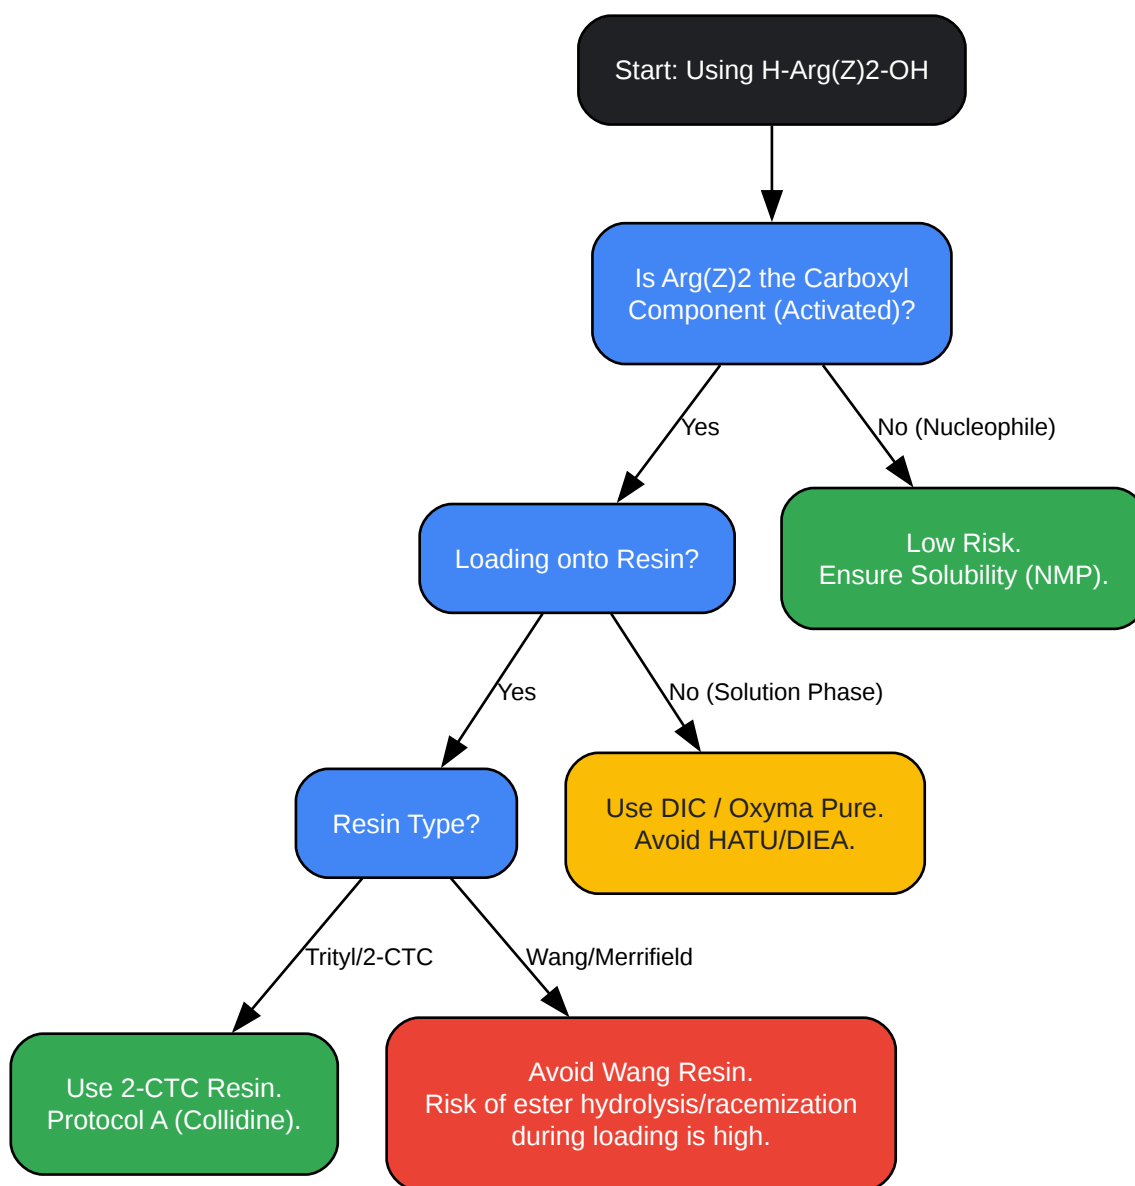 Start: Using H-Arg(Z)2-OH
Is Arg(Z)2 the Carboxyl
Component (Activated)?
Yes
No (Nucleophile)
Loading onto Resin?
Low Risk.
Ensure Solubility (NMP).
Yes
No (Solution Phase)
Resin Type?
Use DIC / Oxyma Pure.
Avoid HATU/DIEA.
Trityl/2-CTC
Wang/Merrifield
Use 2-CTC Resin.
Protocol A (Collidine).
Avoid Wang Resin.
Risk of ester hydrolysis/racemization
during loading is high.